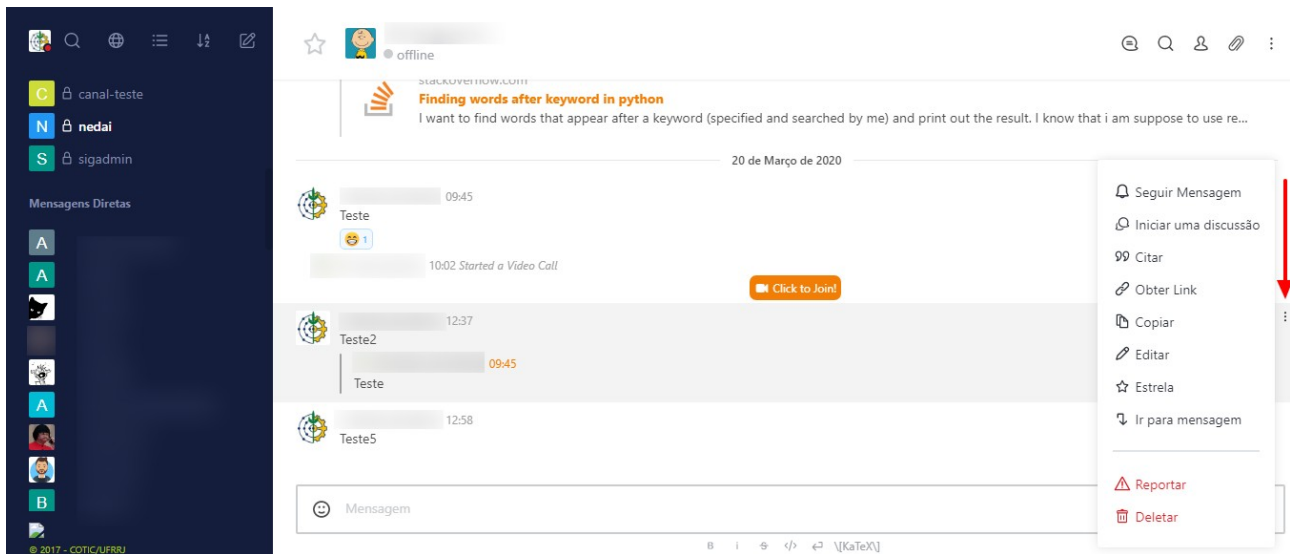 C canal-teste
N nedai
S sigadmin
Mensagens Diretas
A
A
A
B
© 2017 - COTIC/UFRRJ
offline
stackoverflow.com
Finding words after keyword in python
I want to find words that appear after a keyword (specified and searched by me) and print out the result. I know that i am suppose to use re...
20 de Março de 2020
09:45
Teste
1
10:02 Started a Video Call
Click to Join!
12:37
Teste2
09:45
Teste
12:58
Teste5
Mensagem
B i S </> \[KaTeX\]
Seguir Mensagem
Iniciar uma discussão
Citar
Obter Link
Copiar
Editar
Estrela
Ir para mensagem
Reportar
Deletar